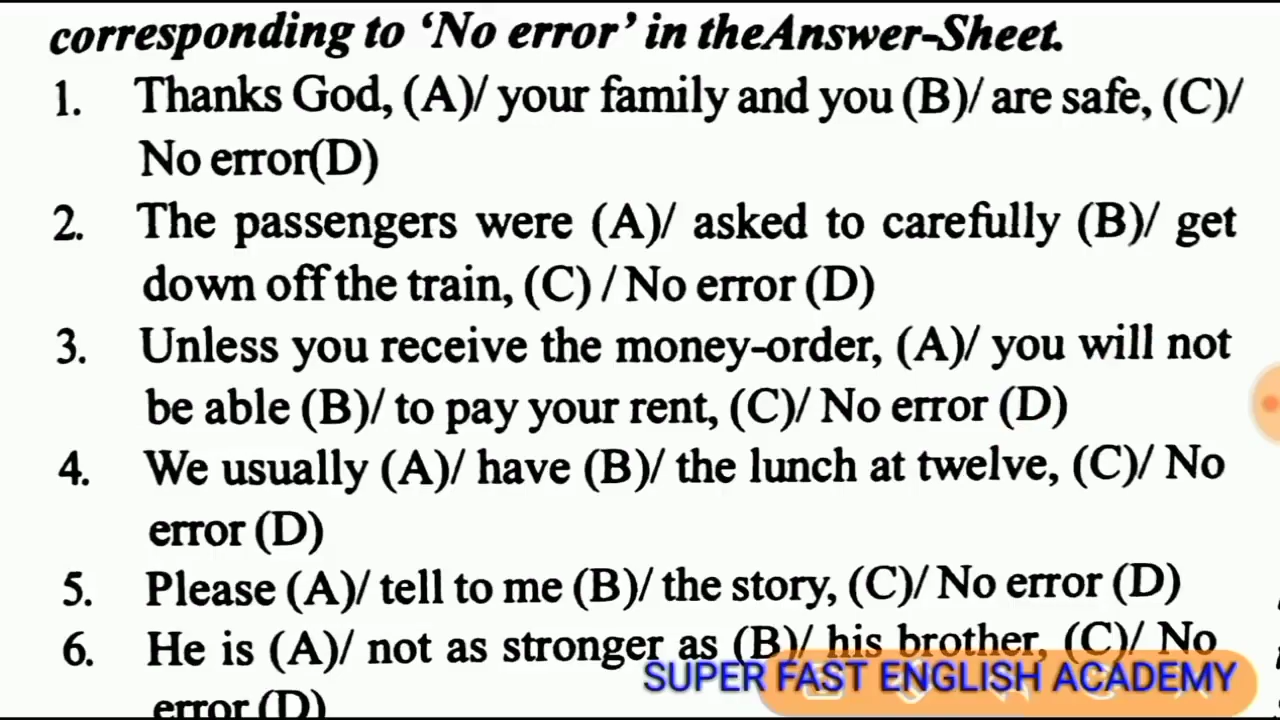 corresponding to ‘No error’ in theAnswer-Sheet.
1. Thanks God, (A)/ your family and you (B)/ are safe, (C)/
No error(D)
2. The passengers were (A)/ asked to carefully (B)/ get
down off the train, (C) / No error (D)
3. Unless you receive the money-order, (A)/ you will not
be able (B)/ to pay your rent, (C)/ No error (D)
4. We usually (A)/ have (B)/ the lunch at twelve, (C)/ No
error (D)
5. Please (A)/ tell to me (B)/ the story, (C)/ No error (D)
6. He is (A)/ not as stronger as (B)/ his brother, (C)/ No
SUPER FAST ENGLISH ACADEMY
error (D)